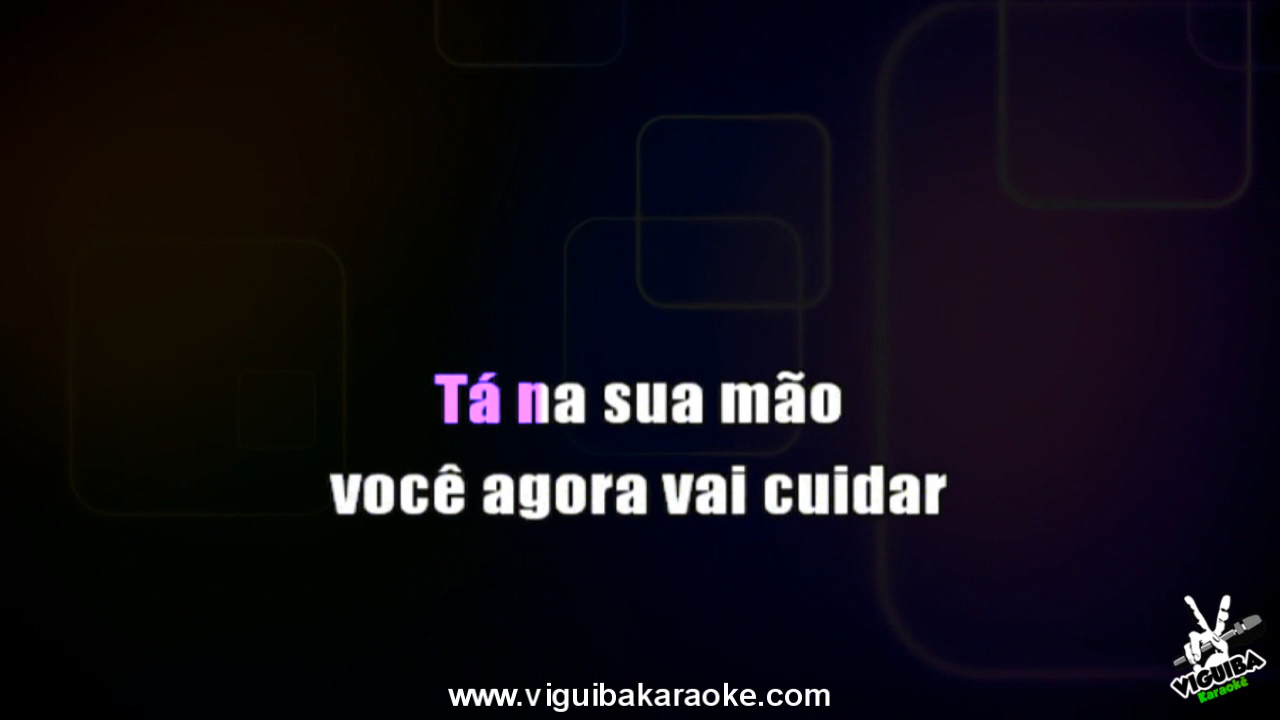 Tá na sua mão
você agora vai cuidar
VIGUIBA
Karaokê
www.viguibakaraoke.com